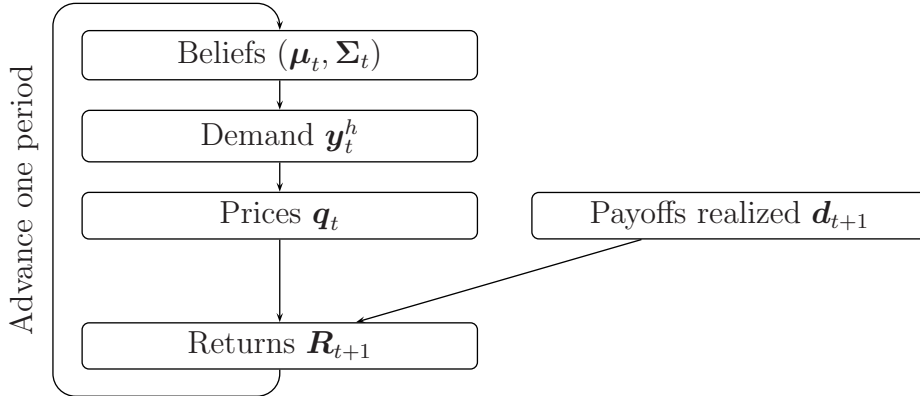 Advance one period
Beliefs (μ_t, Σ_t)
Demand y_t^h
Prices q_t
Payoffs realized d_{t+1}
Returns R_{t+1}